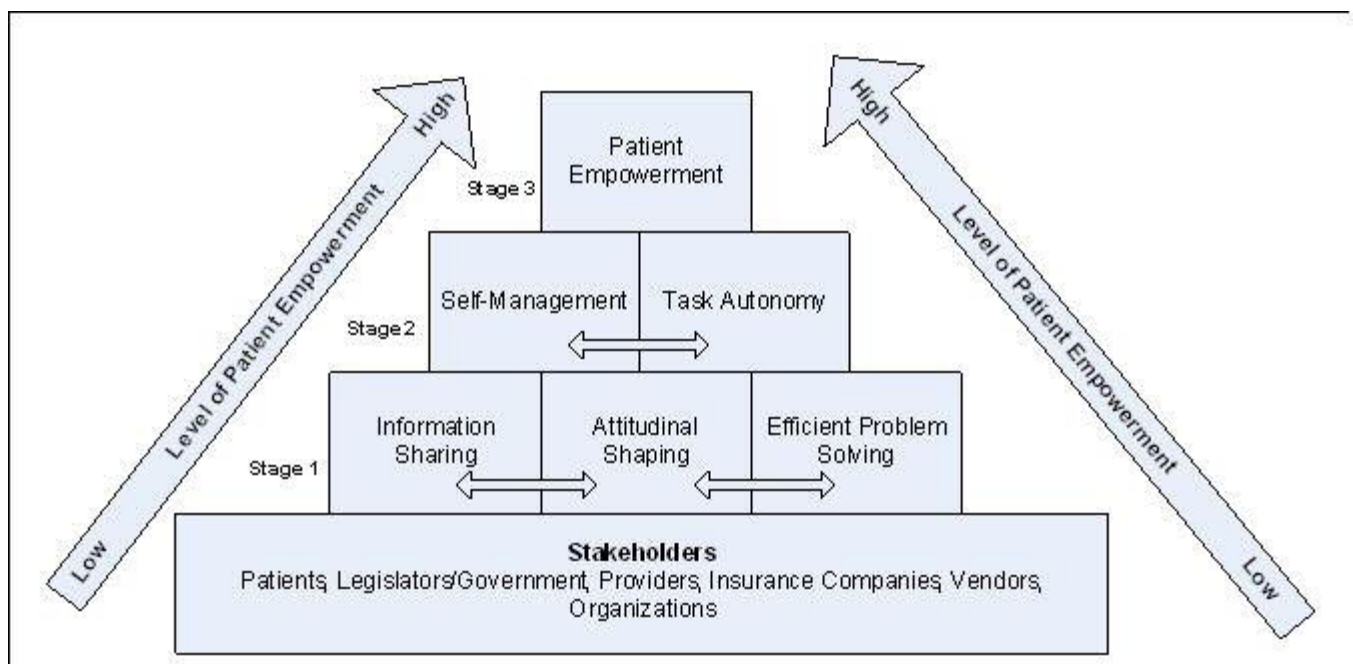 High
High
Patient
Empowerment
Stage 3
Level of Patient Empowerment
Level of Patient Empowerment
Self-Management
Task Autonomy
Stage 2
Information
Sharing
Attitudinal
Shaping
Efficient Problem
Solving
Stage 1
Low
Low
Stakeholders
Patients, Legislators/Government, Providers, Insurance Companies, Vendors,
Organizations